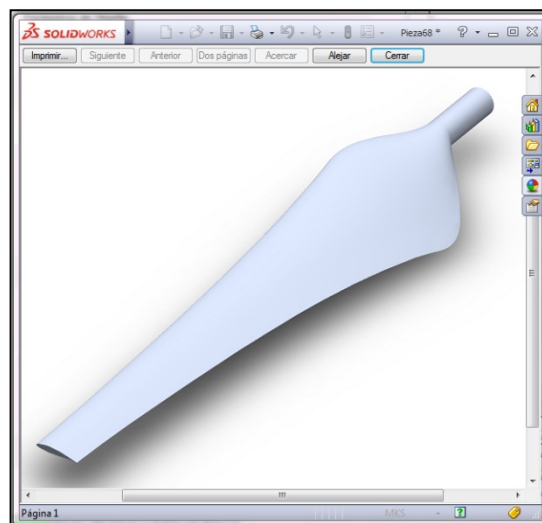 SOLIDWORKS Pieza68 *
Imprimir... Siguiente Anterior Dos páginas Acercar Alejar Cerrar
Página 1 MKS